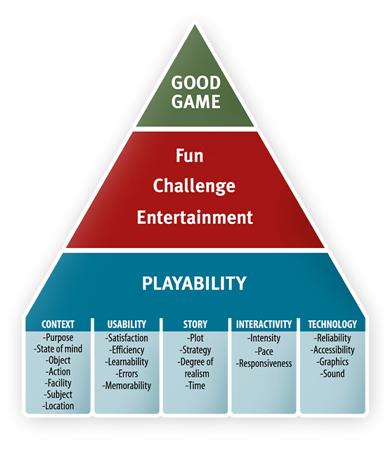 GOOD
GAME
Fun
Challenge
Entertainment
PLAYABILITY
CONTEXT
-Purpose
-State of mind
-Object
-Action
-Facility
-Subject
-Location
USABILITY
-Satisfaction
-Efficiency
-Learnability
-Errors
-Memorability
STORY
-Plot
-Strategy
-Degree of
realism
-Time
INTERACTIVITY
-Intensity
-Pace
-Responsiveness
TECHNOLOGY
-Reliability
-Accessibility
-Graphics
-Sound